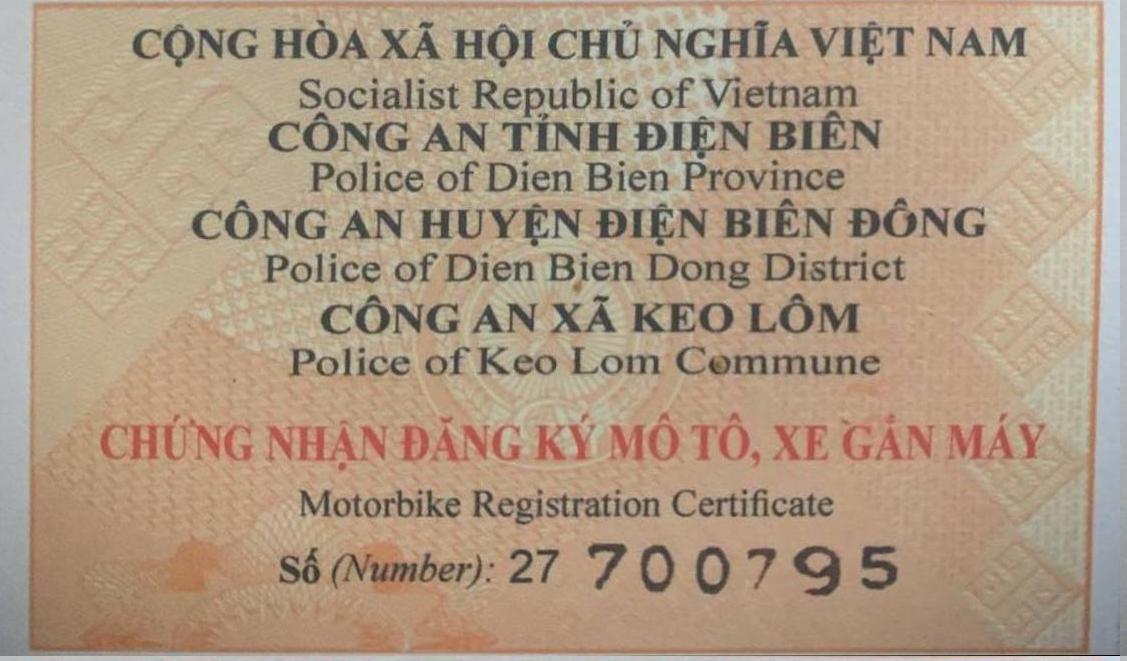 CỘNG HÒA XÃ HỘI CHỦ NGHĨA VIỆT NAM
Socialist Republic of Vietnam
CÔNG AN TỈNH ĐIỆN BIÊN
Police of Dien Bien Province
CÔNG AN HUYỆN ĐIỆN BIÊN ĐÔNG
Police of Dien Bien Dong District
CÔNG AN XÃ KEO LÔM
Police of Keo Lom Commune
CHỨNG NHẬN ĐĂNG KÝ MÔ TÔ, XE GẮN MÁY
Motorbike Registration Certificate
Số (Number): 27 700795